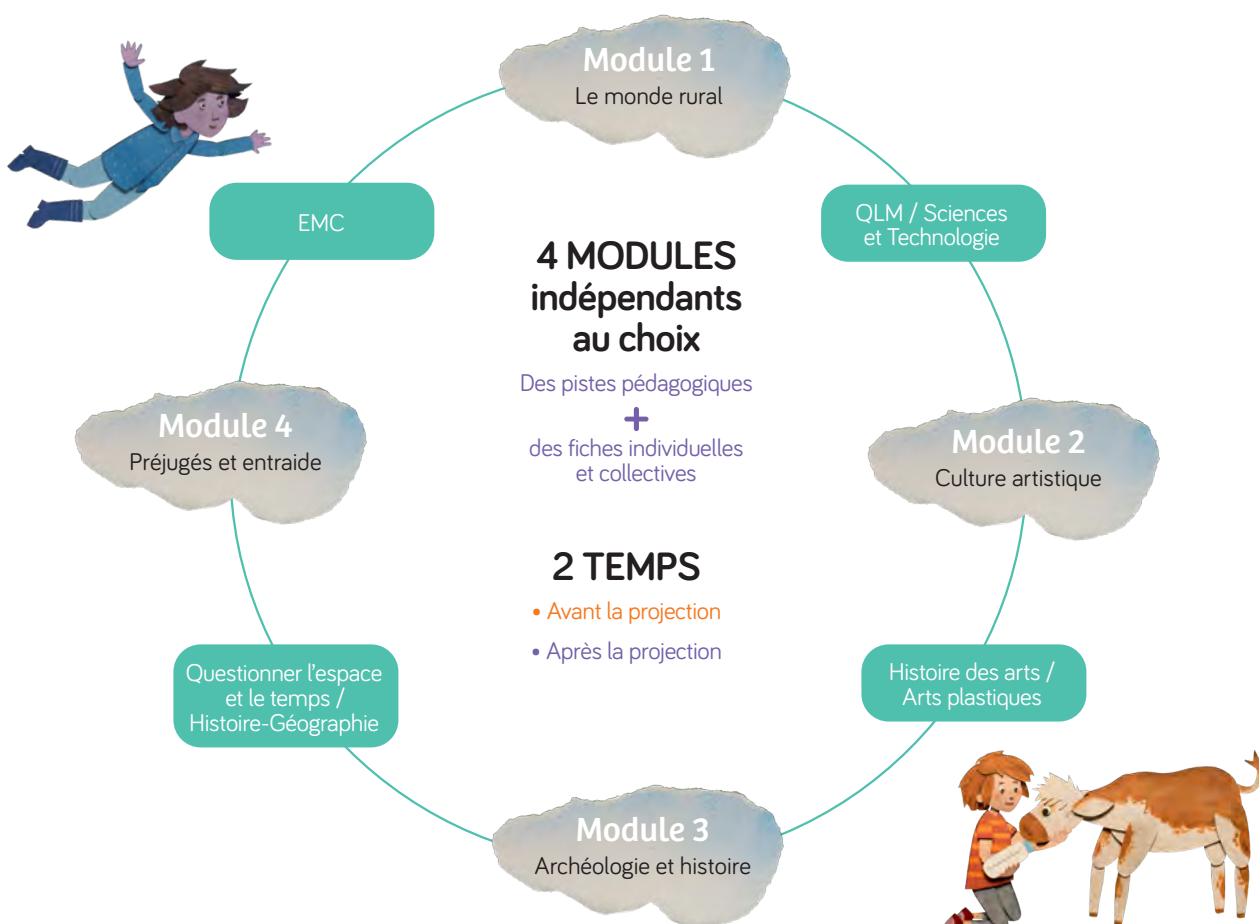 Module 1
Le monde rural
EMC
QLM / Sciences
et Technologie
4 MODULES
indépendants
au choix
Des pistes pédagogiques
+
des fiches individuelles
et collectives
Module 4
Préjugés et entraide
Module 2
Culture artistique
2 TEMPS
• Avant la projection
• Après la projection
Questionner l'espace
et le temps /
Histoire-Géographie
Histoire des arts /
Arts plastiques
Module 3
Archéologie et histoire